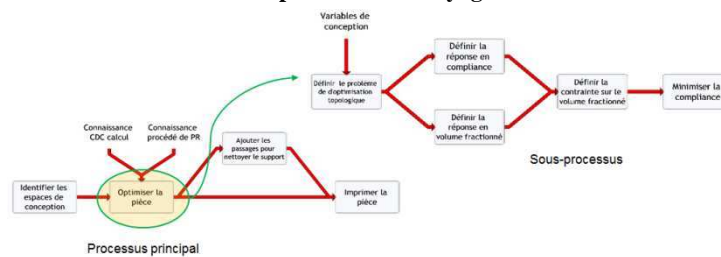 Variables de
conception
Définir le problème
de d'optimisation
topologique
Définir la
réponse en
compliance
Définir la
réponse en
volume fractionné
Définir la
contrainte sur le
volume fractionné
Minimiser la
compliance
Sous-processus
Connaissance
CDC calcul
Connaissance
procédé de PR
Ajouter les
passages pour
nettoyer le support
Identifier les
espaces de
conception
Optimiser la
pièce
Imprimer la
pièce
Processus principal